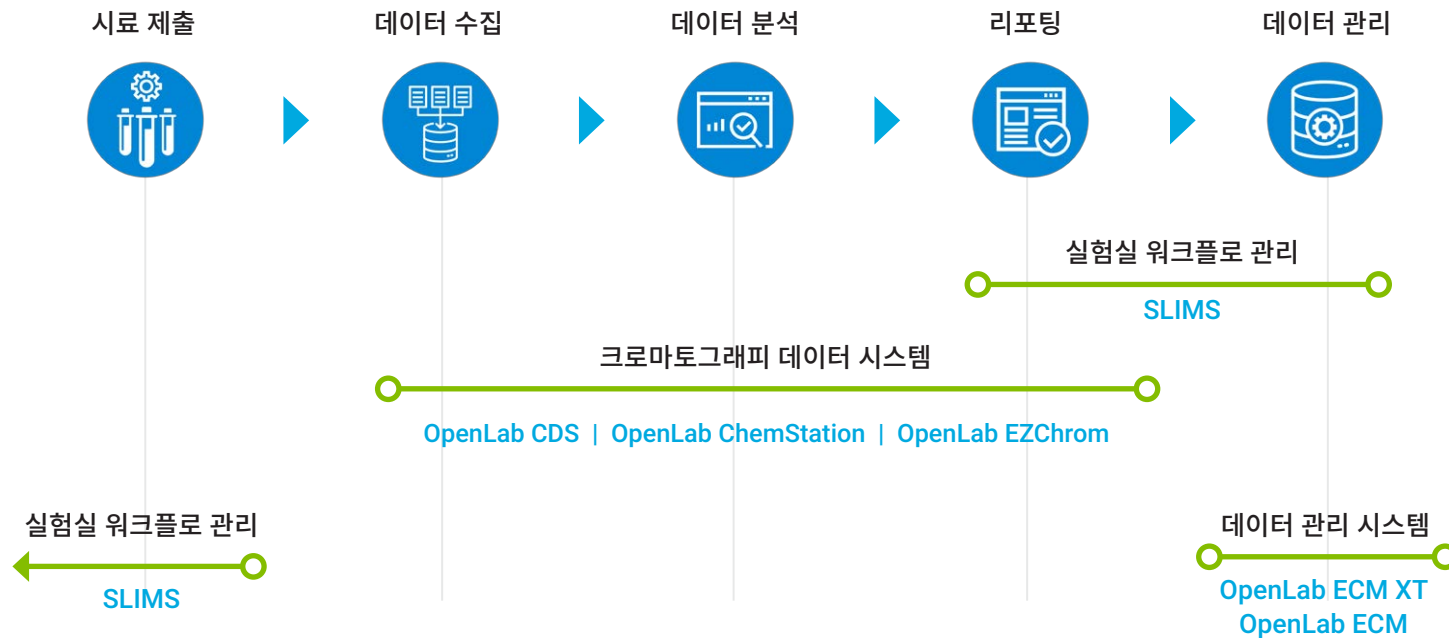 시료 제출
데이터 수집
데이터 분석
리포팅
데이터 관리
실험실 워크플로 관리
SLIMS
크로마토그래피 데이터 시스템
OpenLab CDS | OpenLab ChemStation | OpenLab EZChrom
실험실 워크플로 관리
SLIMS
데이터 관리 시스템
OpenLab ECM XT
OpenLab ECM